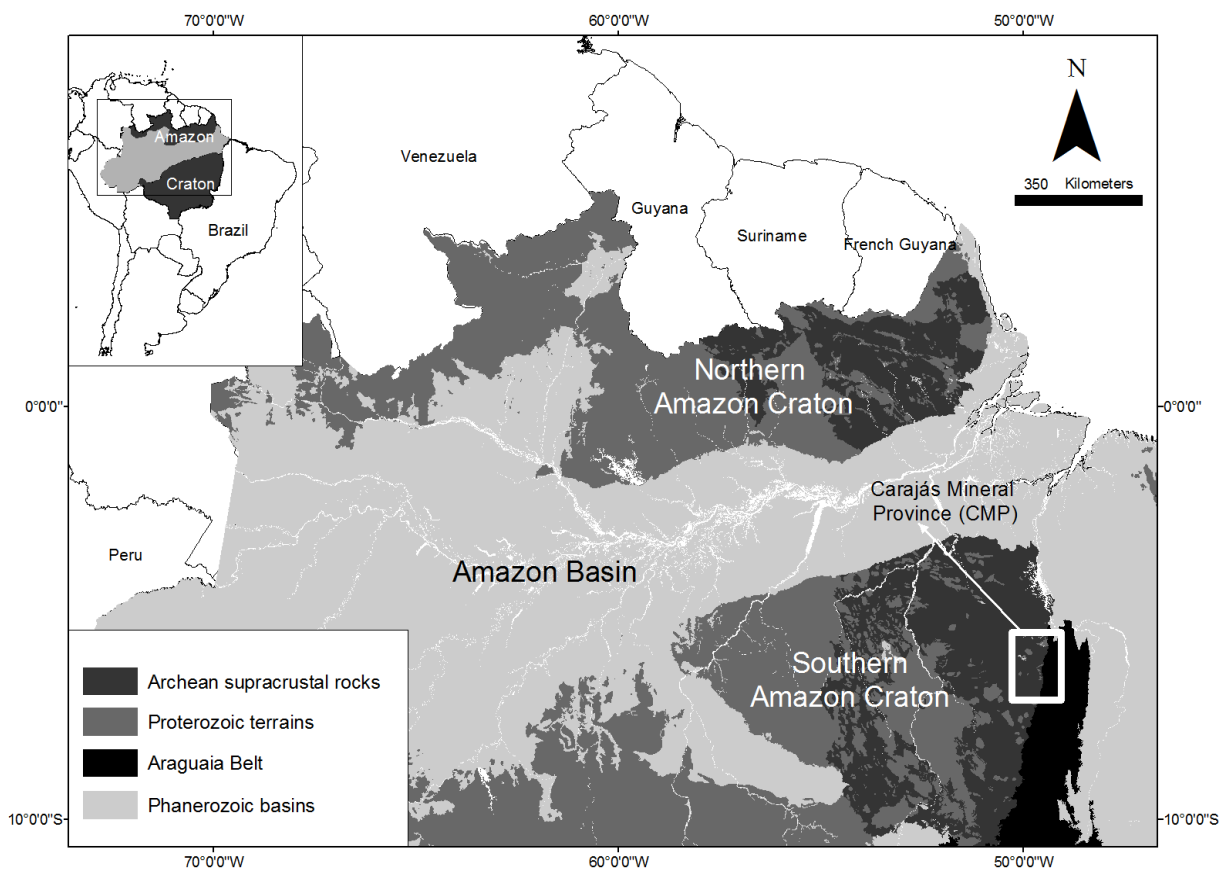 70°0'0"W
60°0'0"W
50°0'0"W
N
350 Kilometers
Amazon
Craton
Brazil
Venezuela
Guyana
Suriname
French Guyana
Northern
Amazon Craton
0°0'0"
0°0'0"
Carajás Mineral
Province (CMP)
Peru
Amazon Basin
Southern
Amazon Craton
Archean supracrustal rocks
Proterozoic terrains
Araguaia Belt
Phanerozoic basins
10°0'0"S
10°0'0"S
70°0'0"W
60°0'0"W
50°0'0"W